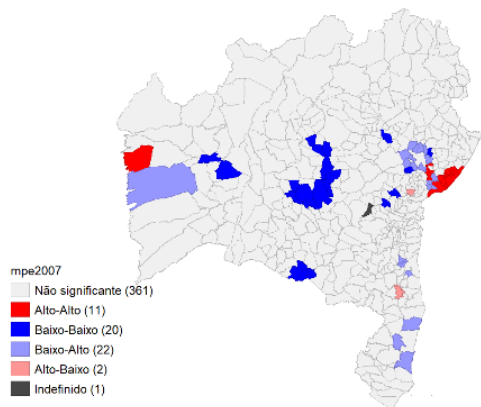 mpe2007
Não significante (361)
Alto-Alto (11)
Baixo-Baixo (20)
Baixo-Alto (22)
Alto-Baixo (2)
Indefinido (1)